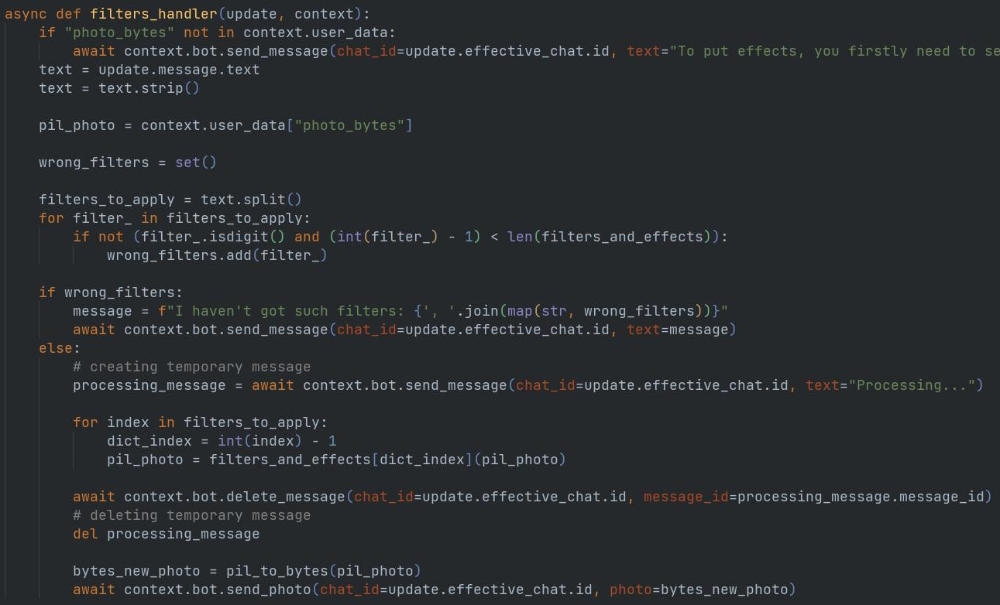 async def filters_handler(update, context):
    if "photo_bytes" not in context.user_data:
        await context.bot.send_message(chat_id=update.effective_chat.id, text="To put effects, you firstly need to se
    text = update.message.text
    text = text.strip()

    pil_photo = context.user_data["photo_bytes"]

    wrong_filters = set()

    filters_to_apply = text.split()
    for filter_ in filters_to_apply:
        if not (filter_.isdigit() and (int(filter_) - 1) < len(filters_and_effects)):
            wrong_filters.add(filter_)

    if wrong_filters:
        message = f"I haven't got such filters: {', '.join(map(str, wrong_filters))}"
        await context.bot.send_message(chat_id=update.effective_chat.id, text=message)
    else:
        # creating temporary message
        processing_message = await context.bot.send_message(chat_id=update.effective_chat.id, text="Processing...")

        for index in filters_to_apply:
            dict_index = int(index) - 1
            pil_photo = filters_and_effects[dict_index](pil_photo)

        await context.bot.delete_message(chat_id=update.effective_chat.id, message_id=processing_message.message_id)
        # deleting temporary message
        del processing_message

        bytes_new_photo = pil_to_bytes(pil_photo)
        await context.bot.send_photo(chat_id=update.effective_chat.id, photo=bytes_new_photo)